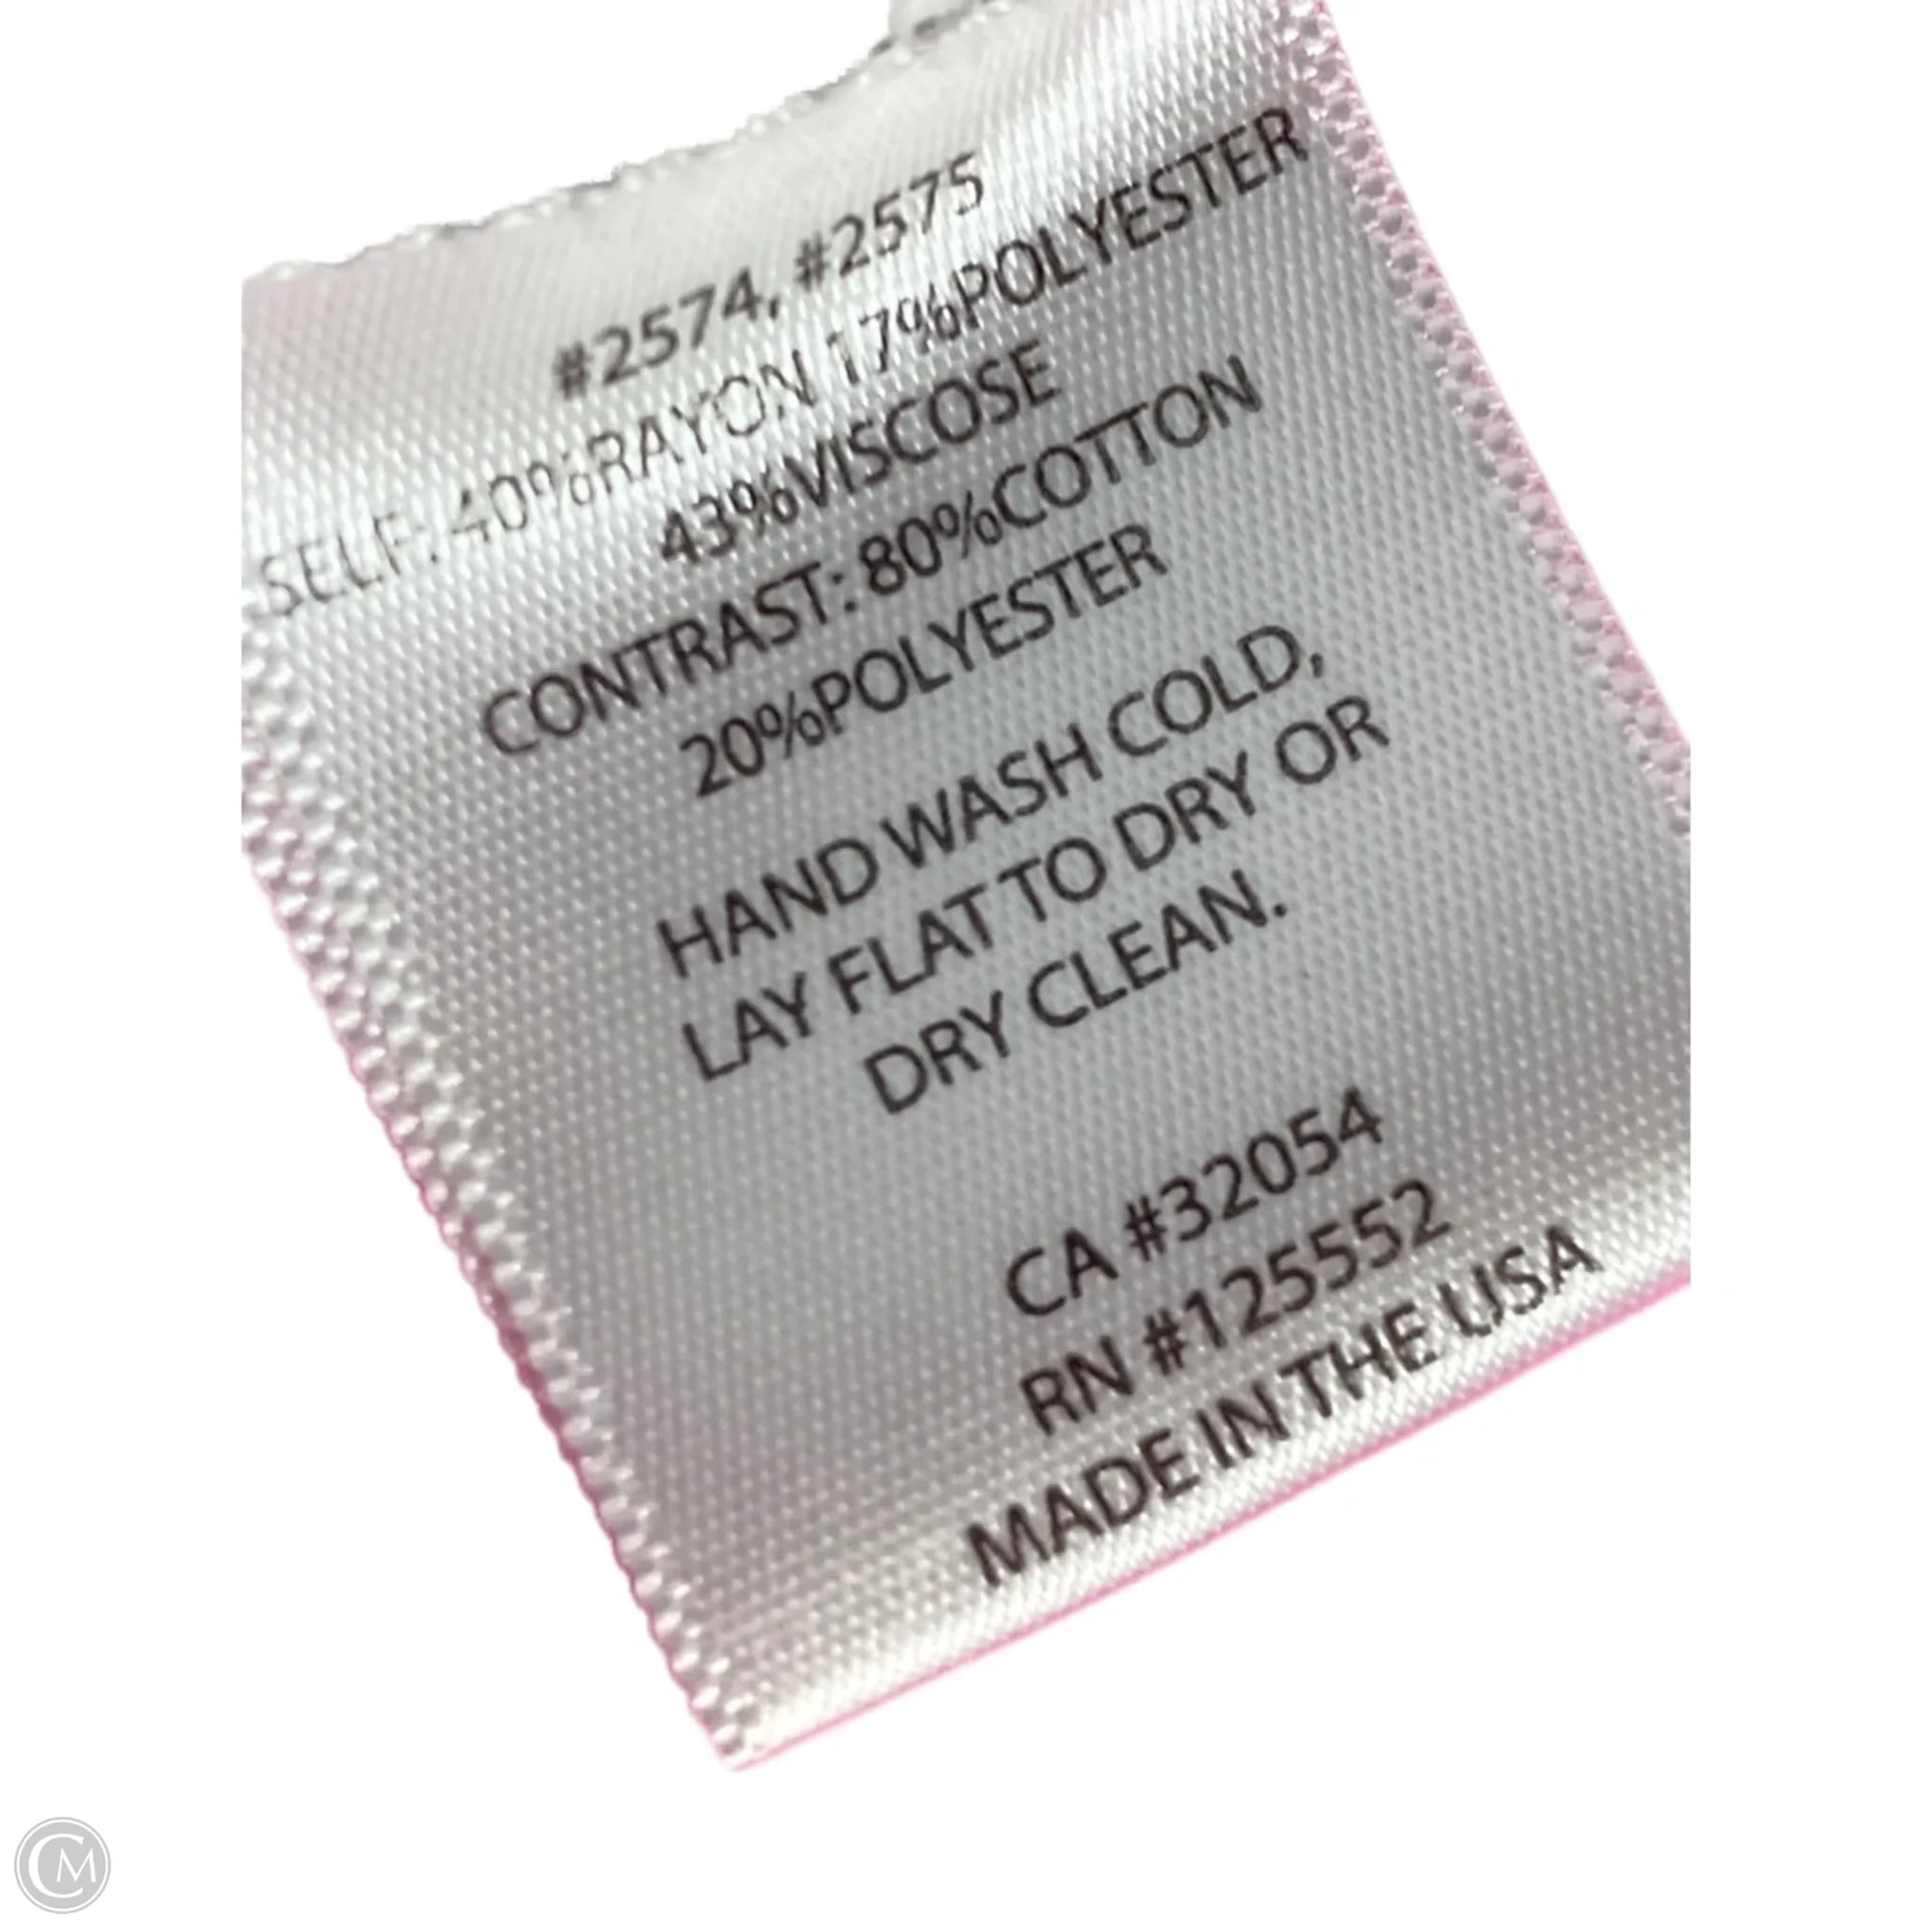 #2574, #2575
SELF: 40%RAYON 17%POLYESTER
43%VISCOSE
CONTRAST: 80%COTTON
20%POLYESTER
HAND WASH COLD,
LAY FLAT TO DRY OR
DRY CLEAN.
CA #32054
RN #125552
MADE IN THE USA
CM